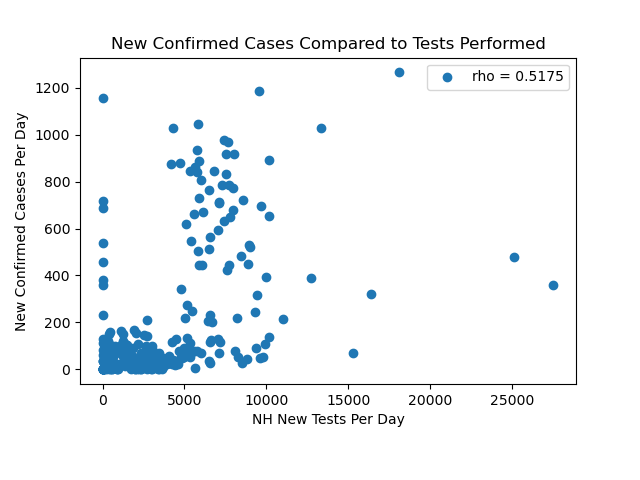 New Confirmed Cases Compared to Tests Performed
rho = 0.5175
New Confirmed Caeses Per Day
1200
1000
800
600
400
200
0
0 5000 10000 15000 20000 25000
NH New Tests Per Day